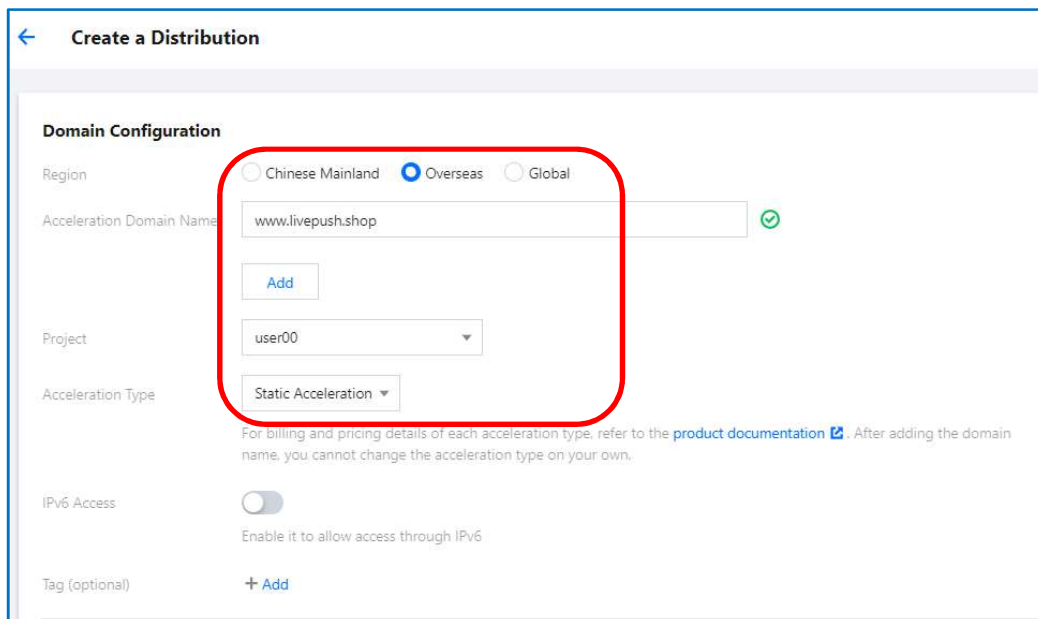 Create a Distribution
Domain Configuration
Region Chinese Mainland Overseas Global
Acceleration Domain Name www.livepush.shop
Add
Project user00
Acceleration Type Static Acceleration
For billing and pricing details of each acceleration type, refer to the product documentation . After adding the domain
name, you cannot change the acceleration type on your own.
IPv6 Access
Enable it to allow access through IPv6
Tag (optional) + Add